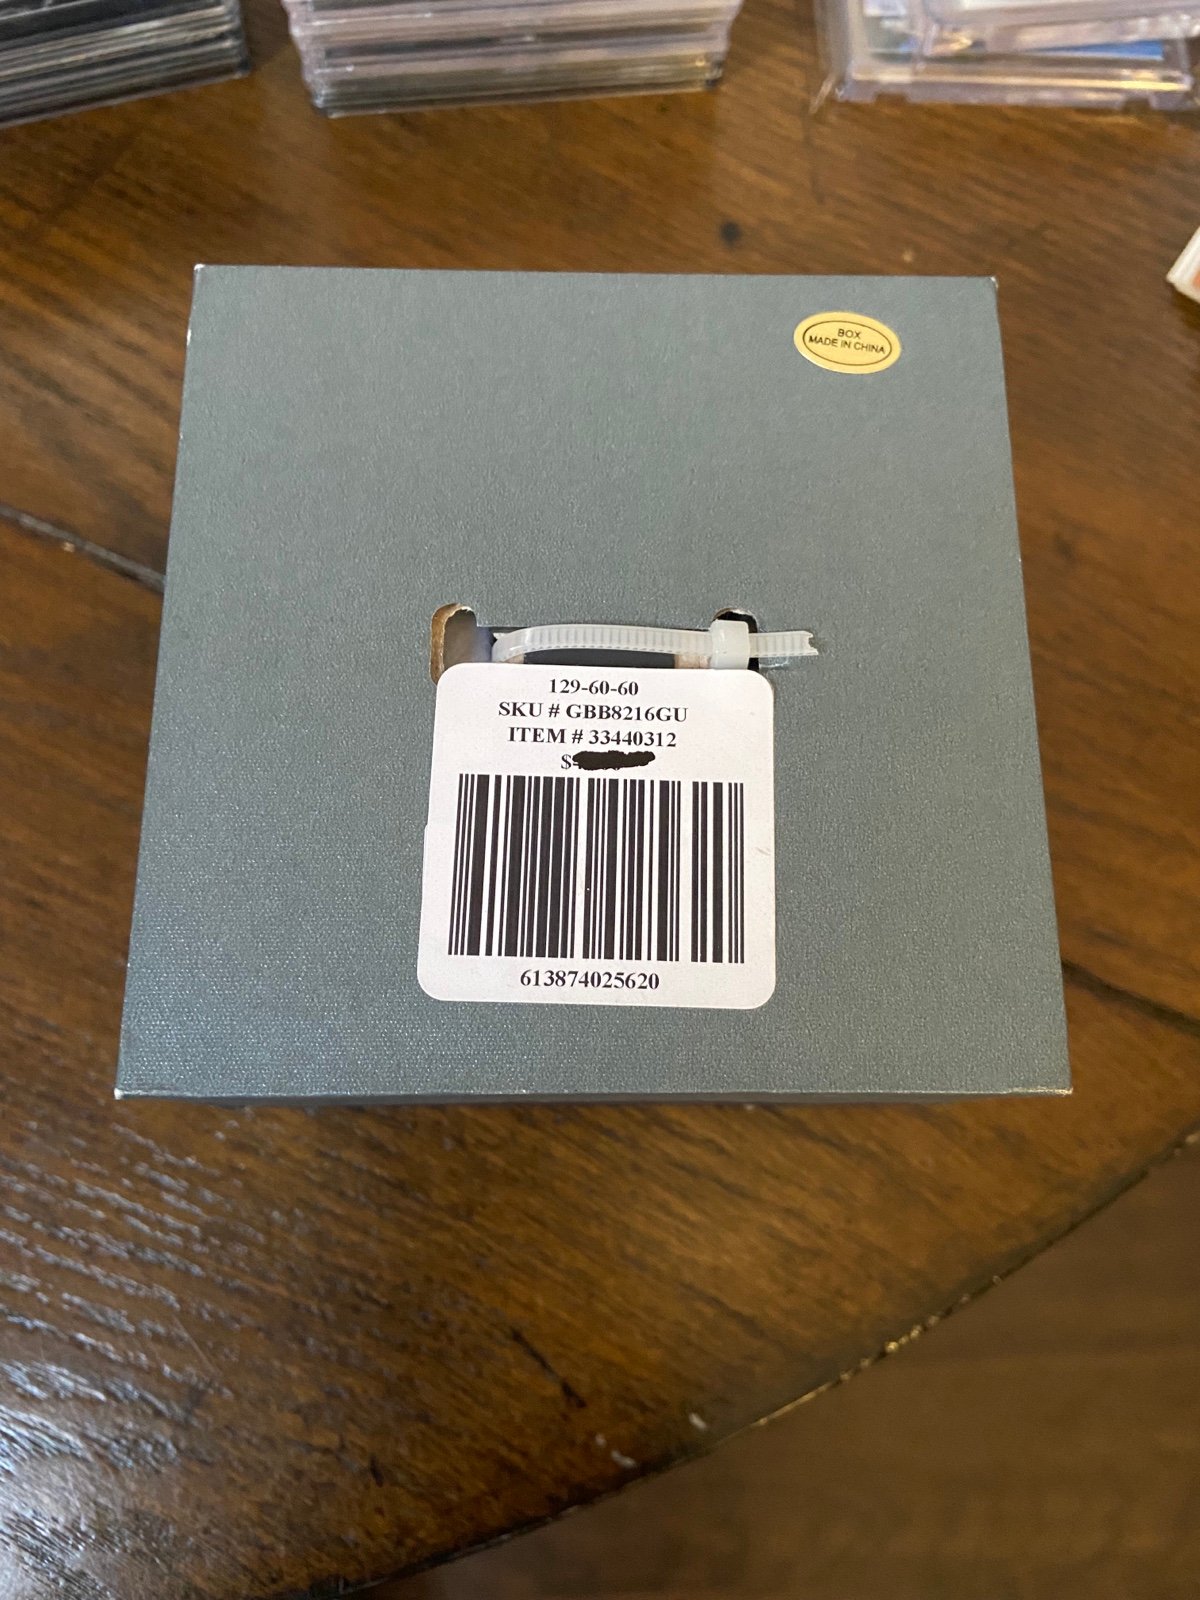 BOX
MADE IN CHINA
129-60-60
SKU # GBB8216GU
ITEM # 33440312
$
613874025620